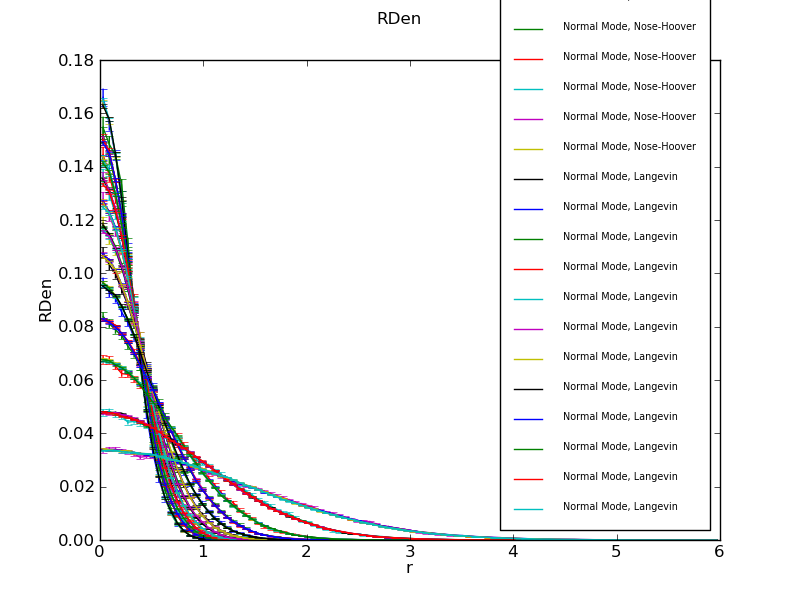 RDen
Normal Mode, Nose-Hoover
Normal Mode, Nose-Hoover
Normal Mode, Nose-Hoover
Normal Mode, Nose-Hoover
Normal Mode, Nose-Hoover
Normal Mode, Langevin
Normal Mode, Langevin
Normal Mode, Langevin
Normal Mode, Langevin
Normal Mode, Langevin
Normal Mode, Langevin
Normal Mode, Langevin
Normal Mode, Langevin
Normal Mode, Langevin
Normal Mode, Langevin
Normal Mode, Langevin
Normal Mode, Langevin
0.18
0.16
0.14
0.12
0.10
0.08
0.06
0.04
0.02
0.00
RDen
0 1 2 3 4 5 6
r